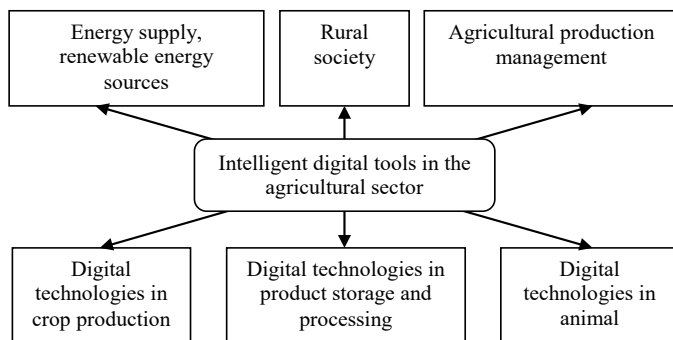 Energy supply,
renewable energy
sources
Rural
society
Agricultural production
management
Intelligent digital tools in the
agricultural sector
Digital
technologies in
crop production
Digital technologies in
product storage and
processing
Digital
technologies in
animal